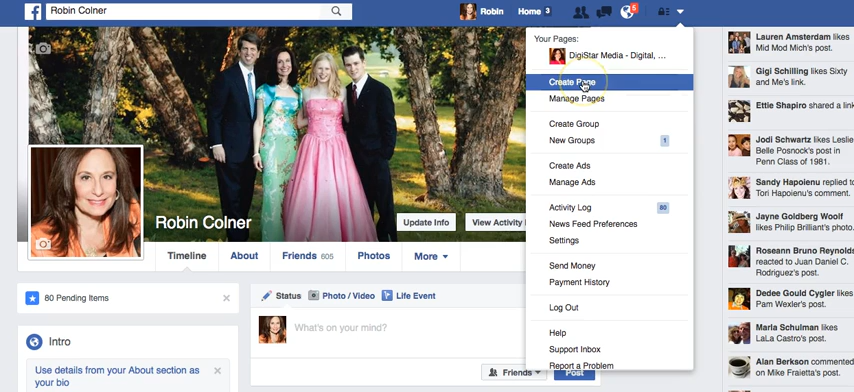 f
Robin Colner
Robin
Home 3
5
Your Pages:
DigiStar Media - Digital, ...
Create Page
Manage Pages
Create Group
New Groups 1
Create Ads
Manage Ads
Activity Log 80
News Feed Preferences
Settings
Send Money
Payment History
Log Out
Help
Support Inbox
Report a Problem
Robin Colner
Update Info
View Activity
Timeline About Friends 605 Photos More
80 Pending Items
Intro
Use details from your About section as
your bio
Status Photo / Video Life Event
What's on your mind?
Friends Post
Lauren Amsterdam likes
Mid Mod Mich's post.
Gigi Schilling likes Sixty
and Me's link.
Ettie Shapiro shared a link
Jodi Schwartz likes Leslie
Belle Posnock's post in
Penn Class of 1981.
Sandy Hapoienu replied to
Tori Hapoienu's comment.
Jayne Goldberg Woolf
likes Philip Brilliant's photo.
Roseann Bruno Reynolds
reacted to Juan Daniel C.
Rodriguez's post.
Dedee Gould Cygler likes
Pam Wexler's post.
Marla Schulman likes
LaLa Castro's post.
Alan Berkson commented
on Mike Fraietta's post.